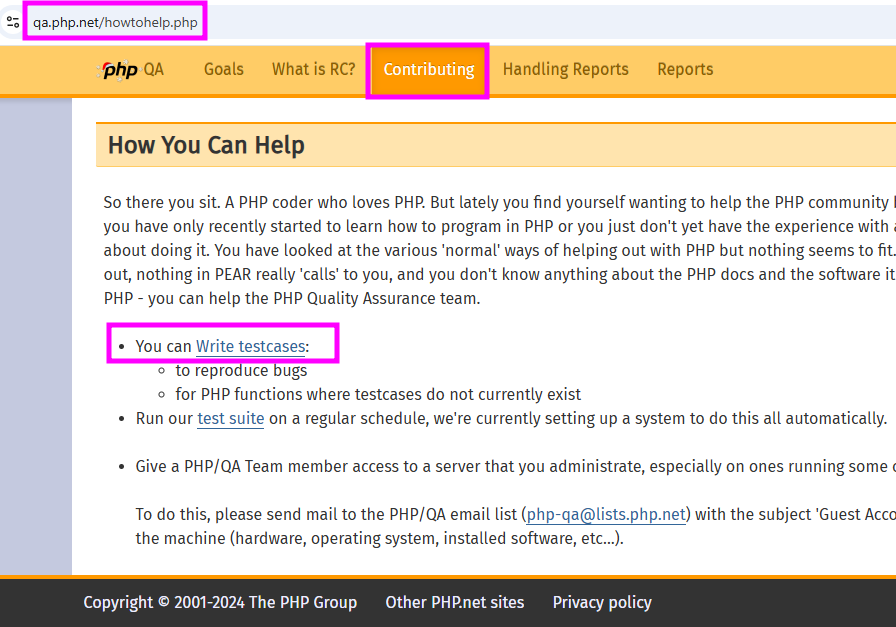 qa.php.net/howtohelp.php
php QA Goals What is RC? Contributing Handling Reports Reports
How You Can Help
So there you sit. A PHP coder who loves PHP. But lately you find yourself wanting to help the PHP community
you have only recently started to learn how to program in PHP or you just don't yet have the experience with
about doing it. You have looked at the various 'normal' ways of helping out with PHP but nothing seems to fit.
out, nothing in PEAR really 'calls' to you, and you don't know anything about the PHP docs and the software it
PHP - you can help the PHP Quality Assurance team.
• You can Write testcases:
◦ to reproduce bugs
◦ for PHP functions where testcases do not currently exist
• Run our test suite on a regular schedule, we're currently setting up a system to do this all automatically.
• Give a PHP/QA Team member access to a server that you administrate, especially on ones running some
To do this, please send mail to the PHP/QA email list (php-qa@lists.php.net) with the subject 'Guest Acco
the machine (hardware, operating system, installed software, etc...).
Copyright © 2001-2024 The PHP Group Other PHP.net sites Privacy policy